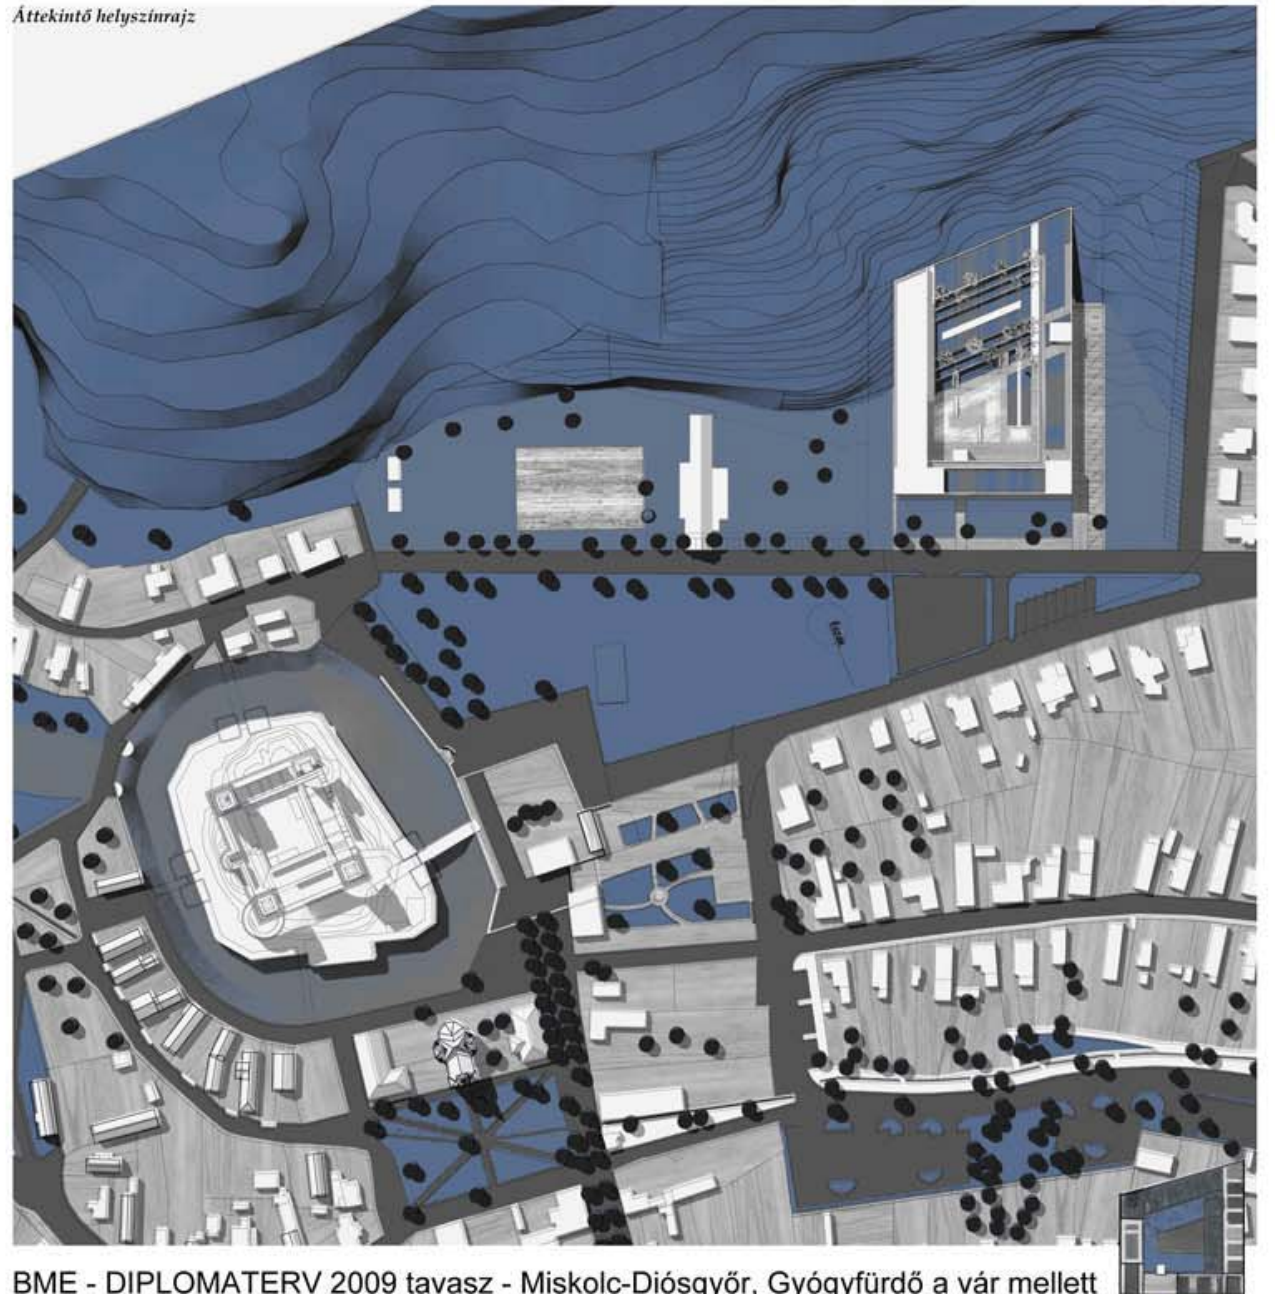 Áttekintő helyszínrajz
BME - DIPLOMATERV 2009 tavasz - Miskolc-Diósgyőr, Gyógyfürdő a vár mellett